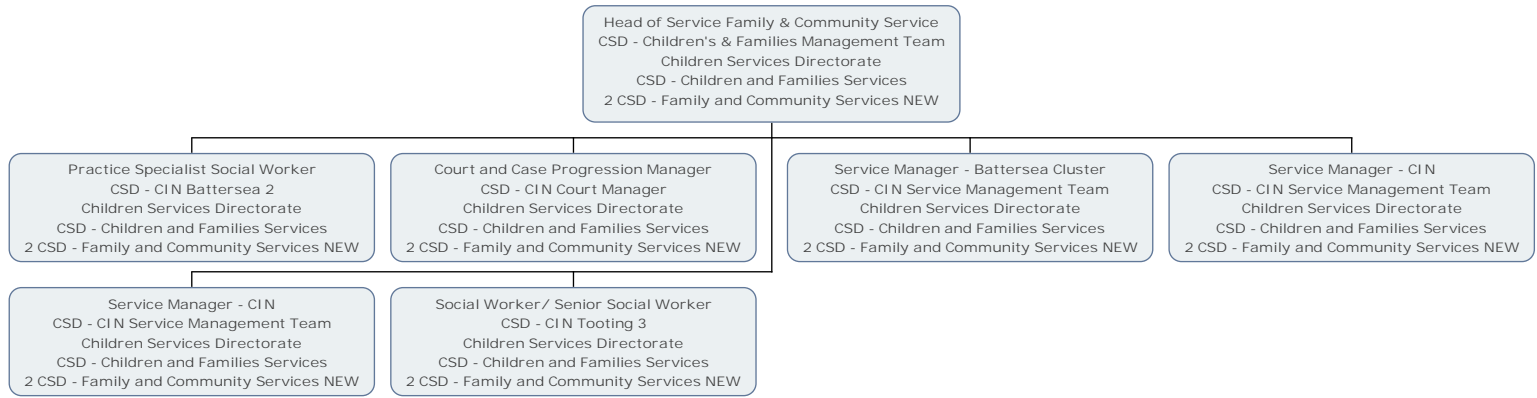 Head of Service Family & Community Service
CSD - Children's & Families Management Team
Children Services Directorate
CSD - Children and Families Services
2 CSD - Family and Community Services NEW
Practice Specialist Social Worker
CSD - CIN Battersea 2
Children Services Directorate
CSD - Children and Families Services
2 CSD - Family and Community Services NEW
Court and Case Progression Manager
CSD - CIN Court Manager
Children Services Directorate
CSD - Children and Families Services
2 CSD - Family and Community Services NEW
Service Manager - Battersea Cluster
CSD - CIN Service Management Team
Children Services Directorate
CSD - Children and Families Services
2 CSD - Family and Community Services NEW
Service Manager - CIN
CSD - CIN Service Management Team
Children Services Directorate
CSD - Children and Families Services
2 CSD - Family and Community Services NEW
Service Manager - CIN
CSD - CIN Service Management Team
Children Services Directorate
CSD - Children and Families Services
2 CSD - Family and Community Services NEW
Social Worker/ Senior Social Worker
CSD - CIN Tooting 3
Children Services Directorate
CSD - Children and Families Services
2 CSD - Family and Community Services NEW